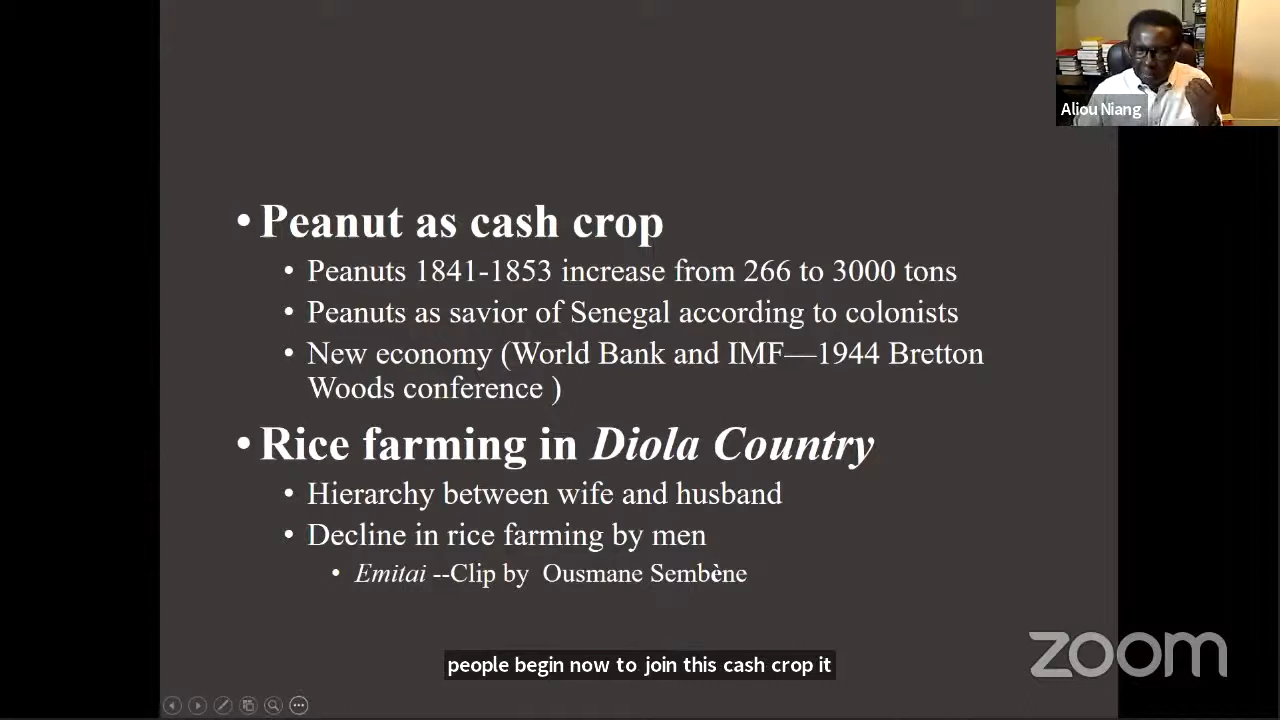 Aliou Niang
• Peanut as cash crop
• Peanuts 1841-1853 increase from 266 to 3000 tons
• Peanuts as savior of Senegal according to colonists
• New economy (World Bank and IMF—1944 Bretton
Woods conference )
• Rice farming in Diola Country
• Hierarchy between wife and husband
• Decline in rice farming by men
• Emitai --Clip by  Ousmane Sembène
people begin now to join this cash crop it
zoom